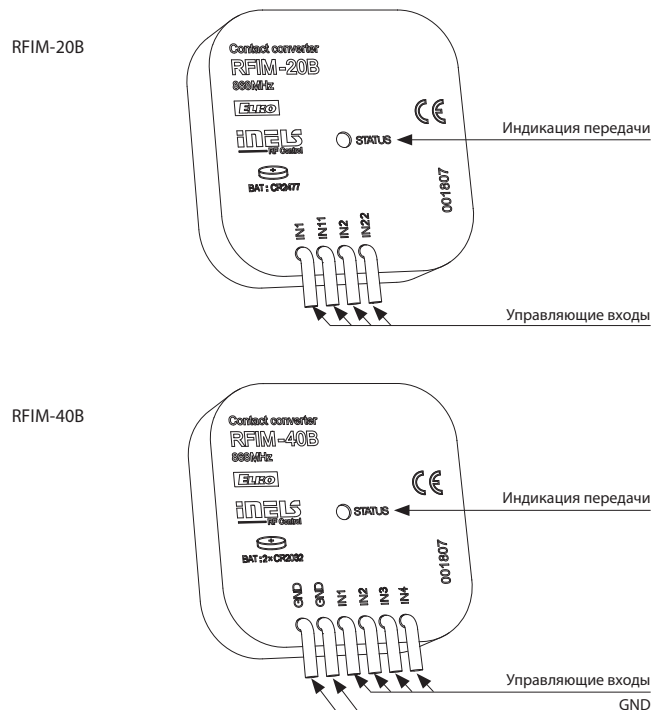 RFIM-20B
Contact converter
RFIM-20B
868MHz
ELKO
iNELS
RF Control
BAT : CR2477
STATUS
Индикация передачи
001807
IN1
IN11
IN2
IN22
Управляющие входы
RFIM-40B
Contact converter
RFIM-40B
868MHz
ELKO
iNELS
RF Control
BAT :2×CR2032
STATUS
Индикация передачи
001807
GND
GND
IN1
IN2
IN3
IN4
Управляющие входы
GND